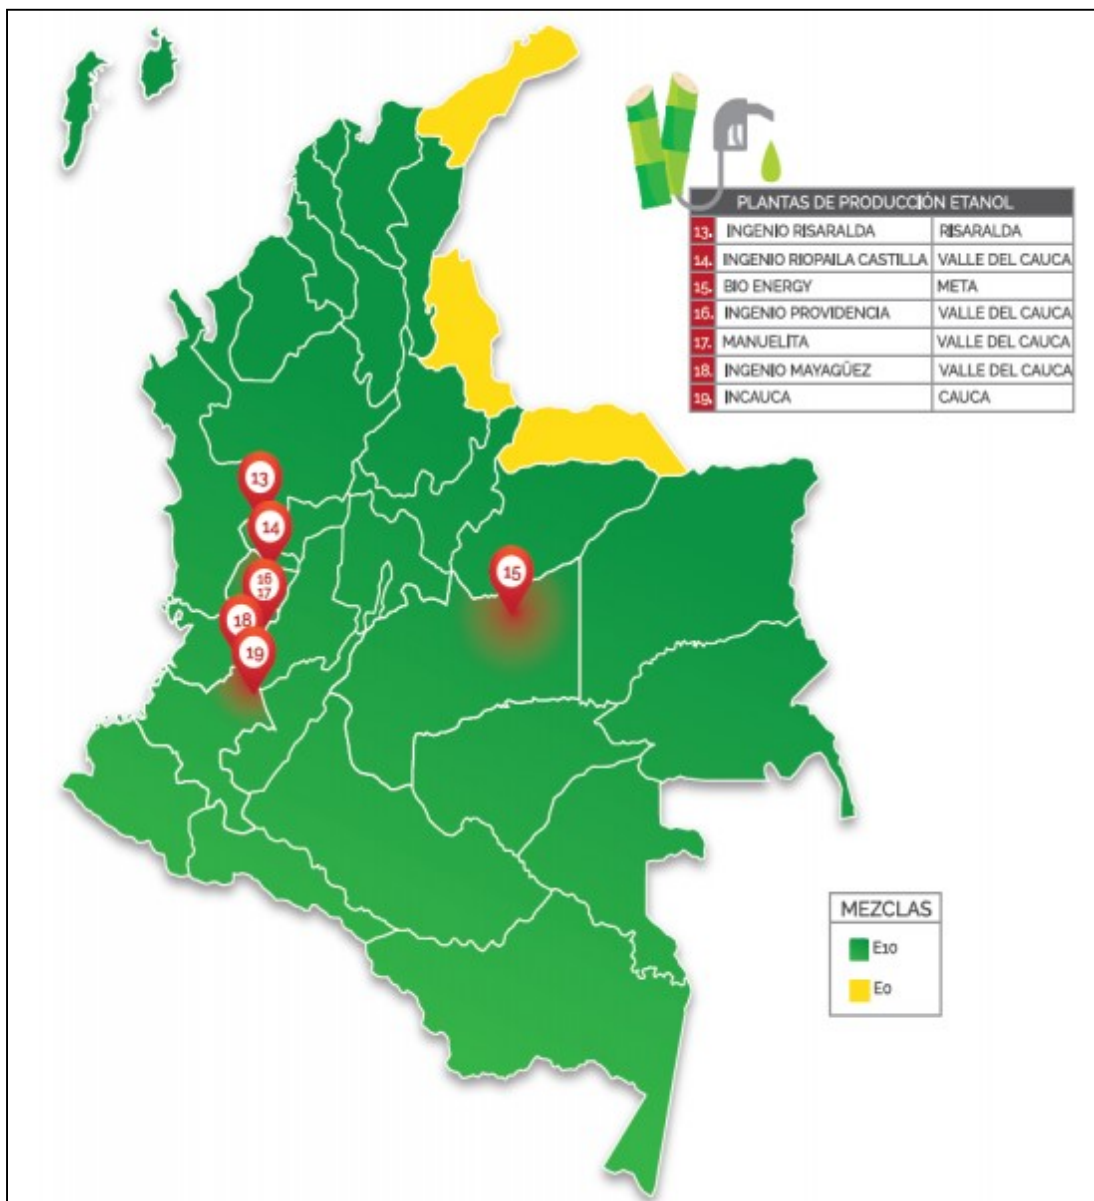 PLANTAS DE PRODUCCIÓN ETANOL
13. INGENIO RISARALDA RISARALDA
14. INGENIO RIOPAILA CASTILLA VALLE DEL CAUCA
15. BIO ENERGY META
16. INGENIO PROVIDENCIA VALLE DEL CAUCA
17. MANUELITA VALLE DEL CAUCA
18. INGENIO MAYAGÜEZ VALLE DEL CAUCA
19. INCAUCA CAUCA
13
14
15
16
17
18
19
MEZCLAS
E10
E0